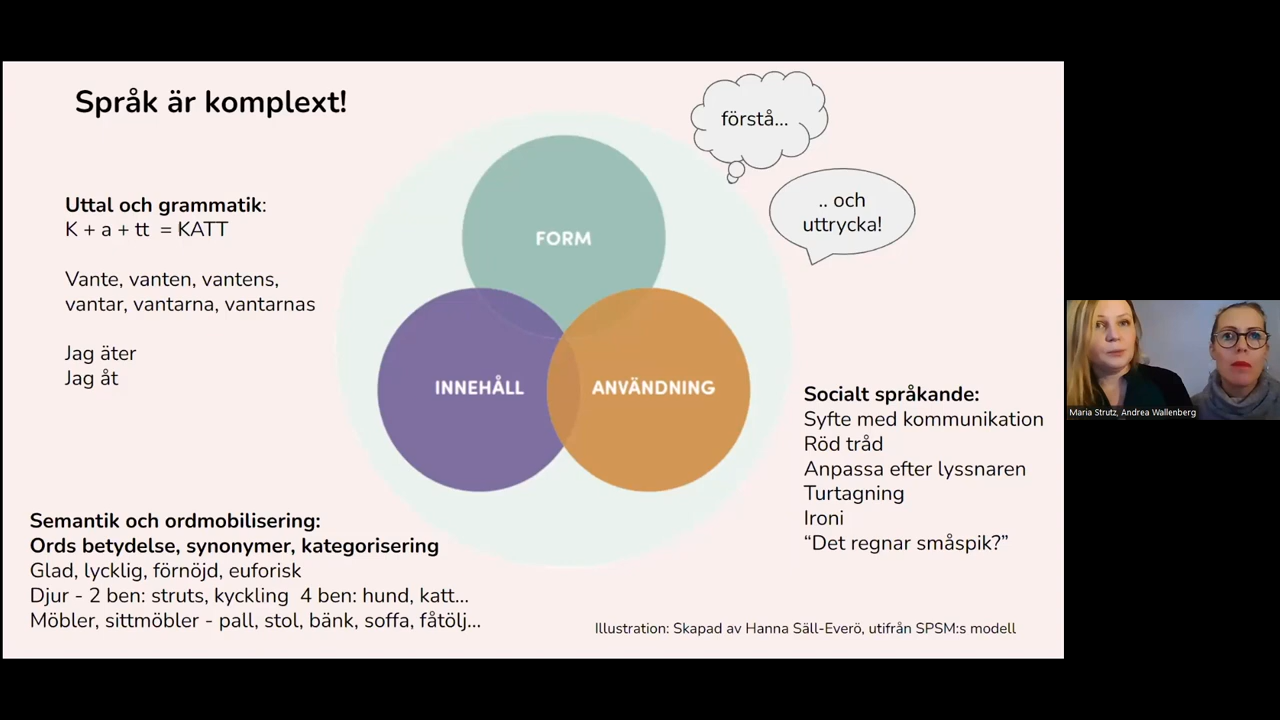 Språk är komplext!
förstå...
.. och
uttrycka!
Uttal och grammatik:
K + a + tt = KATT
Vante, vanten, vantens,
vantar, vantarna, vantarnas
Jag äter
Jag åt
FORM
INNEHÅLL
ANVÄNDNING
Socialt språkande:
Syfte med kommunikation
Röd tråd
Anpassa efter lyssnaren
Turtagning
Ironi
“Det regnar småspik?”
Semantik och ordmobilisering:
Ords betydelse, synonymer, kategorisering
Glad, lycklig, förnöjd, euforisk
Djur - 2 ben: struts, kyckling 4 ben: hund, katt...
Möbler, sittmöbler - pall, stol, bänk, soffa, fåtölj...
Illustration: Skapad av Hanna Säll-Everö, utifrån SPSM:s modell
Maria Strutz, Andrea Wallenberg